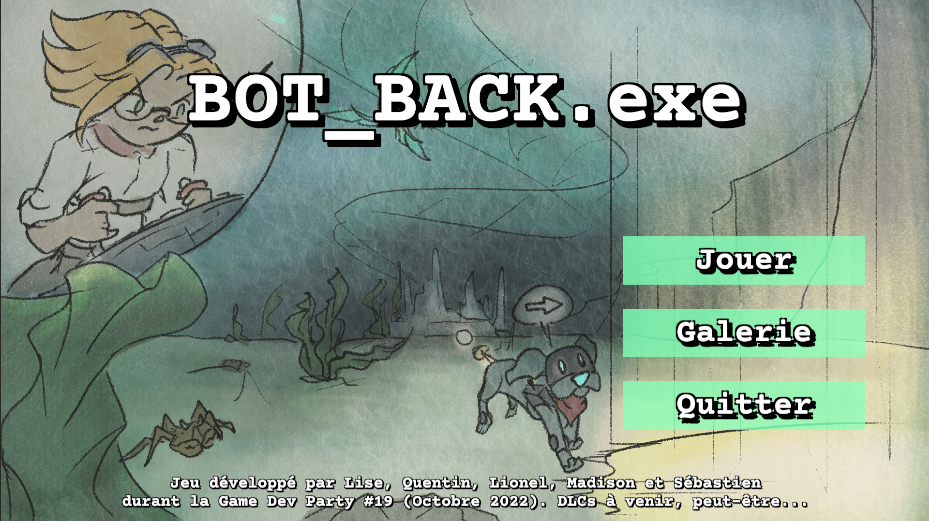 BOT_BACK.exe
Jouer
Galerie
Quitter
Jeu développé par Lise, Quentin, Lionel, Madison et Sébastien
durant la Game Dev Party #19 (Octobre 2022). DLCs à venir, peut-être...